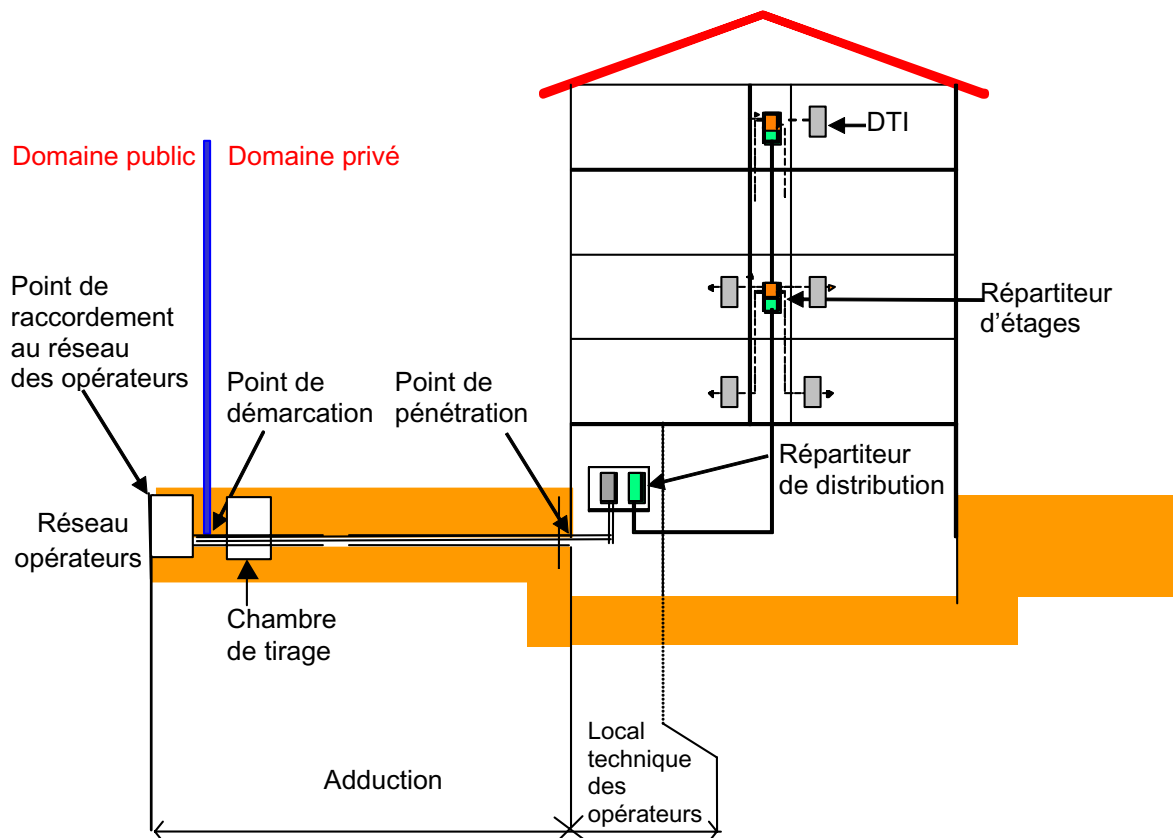 DTI
Domaine public
Domaine privé
Point de
raccordement
au réseau
des opérateurs
Répartiteur
d’étages
Point de
démarcation
Point de
pénétration
Répartiteur
de distribution
Réseau
opérateurs
Chambre
de tirage
Local
technique
des
opérateurs
Adduction